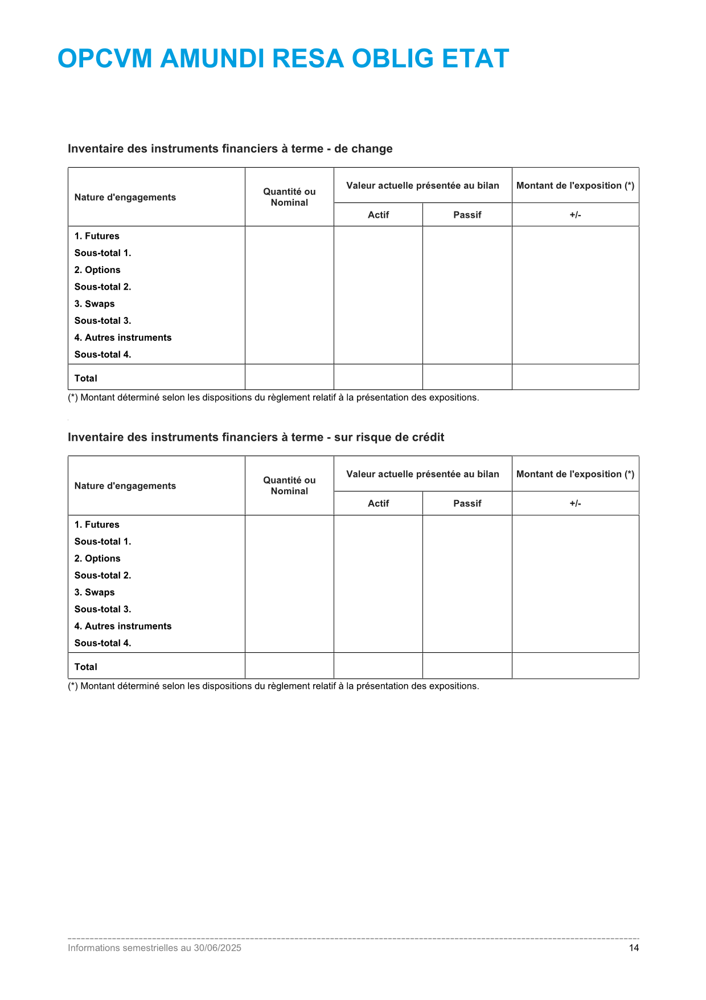 OPCVM AMUNDI RESA OBLIG ETAT
Inventaire des instruments financiers à terme - de change
Nature d'engagements
Quantité ou
Nominal
Valeur actuelle présentée au bilan
Montant de l'exposition (*)
Actif
Passif
+/-
1. Futures
Sous-total 1.
2. Options
Sous-total 2.
3. Swaps
Sous-total 3.
4. Autres instruments
Sous-total 4.
Total
(*) Montant déterminé selon les dispositions du règlement relatif à la présentation des expositions.
Inventaire des instruments financiers à terme - sur risque de crédit
Nature d'engagements
Quantité ou
Nominal
Valeur actuelle présentée au bilan
Montant de l'exposition (*)
Actif
Passif
+/-
1. Futures
Sous-total 1.
2. Options
Sous-total 2.
3. Swaps
Sous-total 3.
4. Autres instruments
Sous-total 4.
Total
(*) Montant déterminé selon les dispositions du règlement relatif à la présentation des expositions.
Informations semestrielles au 30/06/2025
14